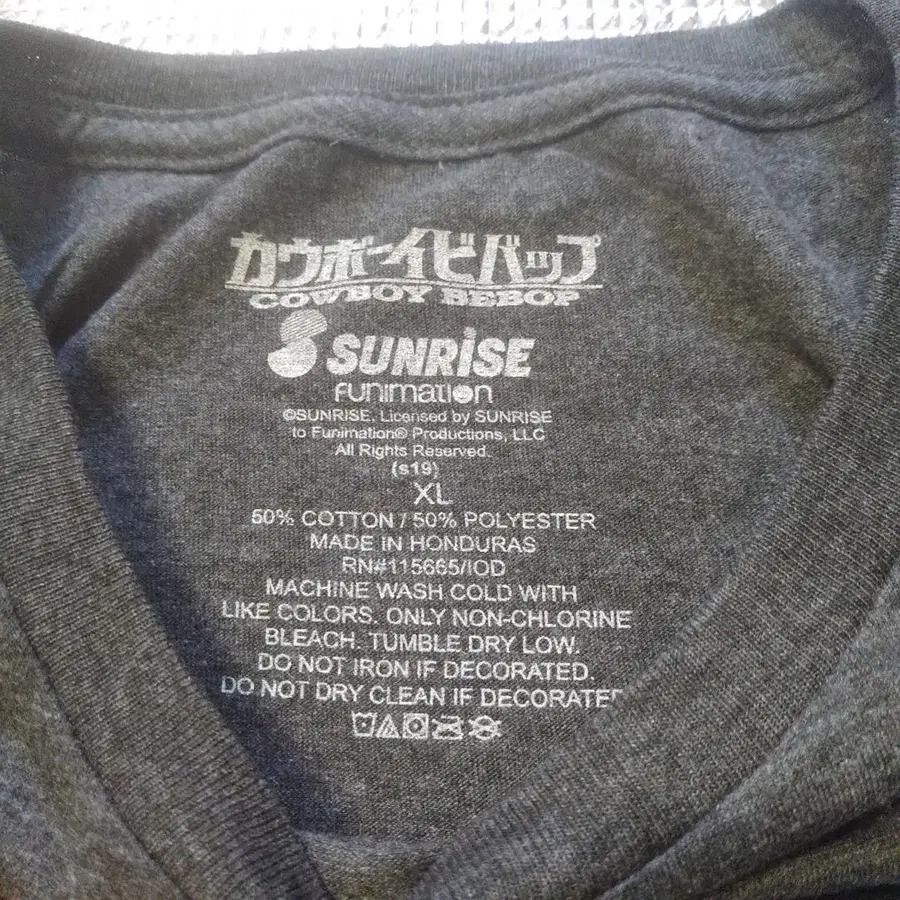 カウボーイビバップ
COWBOY BEBOP
SUNRISE
FUNIMATION
©SUNRISE. Licensed by SUNRISE
to Funimation® Productions, LLC
All Rights Reserved.
(s19)
XL
50% COTTON / 50% POLYESTER
MADE IN HONDURAS
RN#115665/IOD
MACHINE WASH COLD WITH
LIKE COLORS. ONLY NON-CHLORINE
BLEACH. TUMBLE DRY LOW.
DO NOT IRON IF DECORATED.
DO NOT DRY CLEAN IF DECORATED